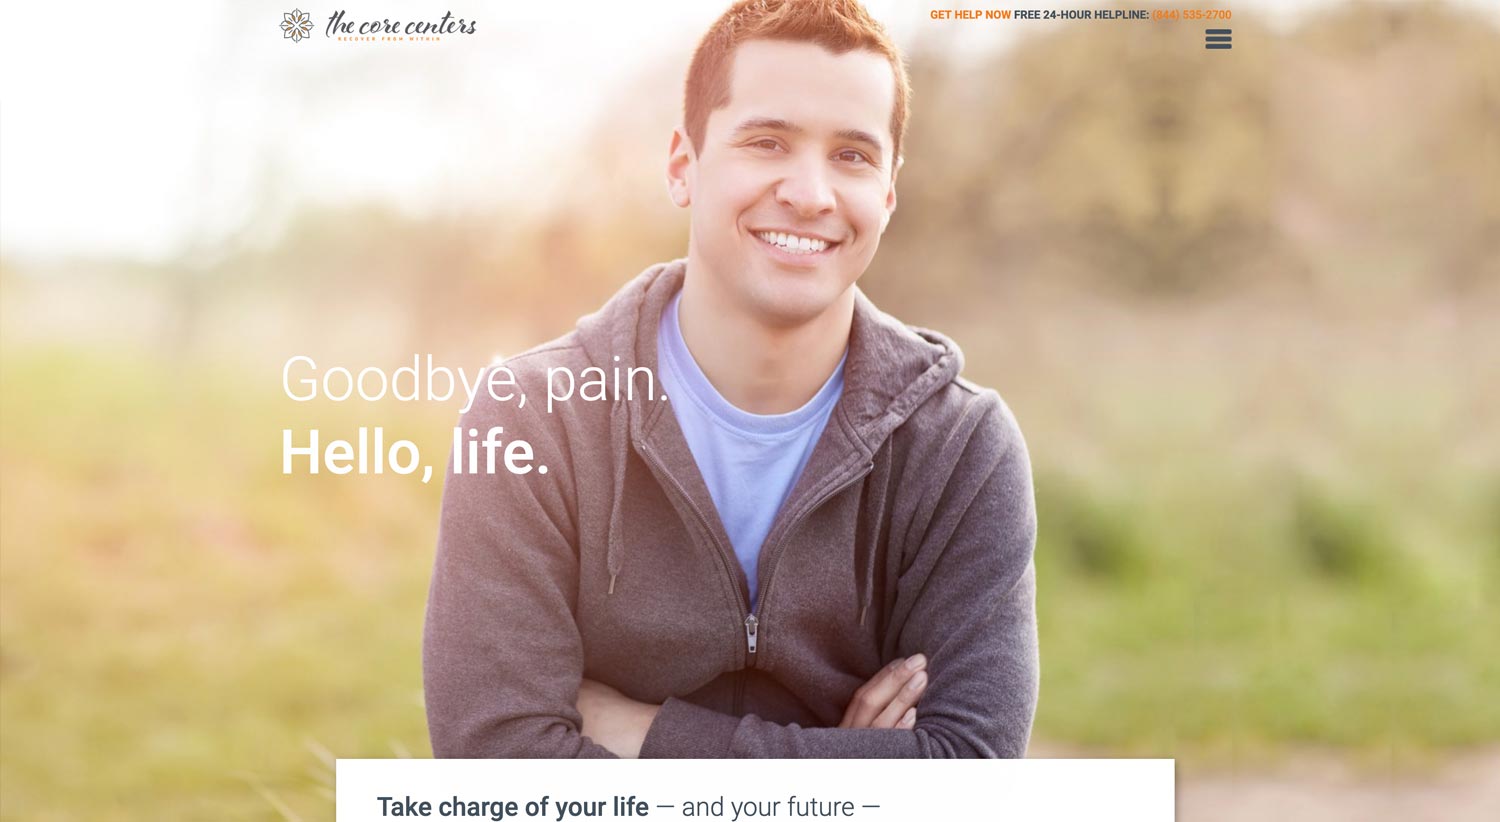 the core centers
RECOVER FROM WITHIN
GET HELP NOW FREE 24-HOUR HELPLINE: (844) 535-2700
Goodbye, pain.
Hello, life.
Take charge of your life — and your future —